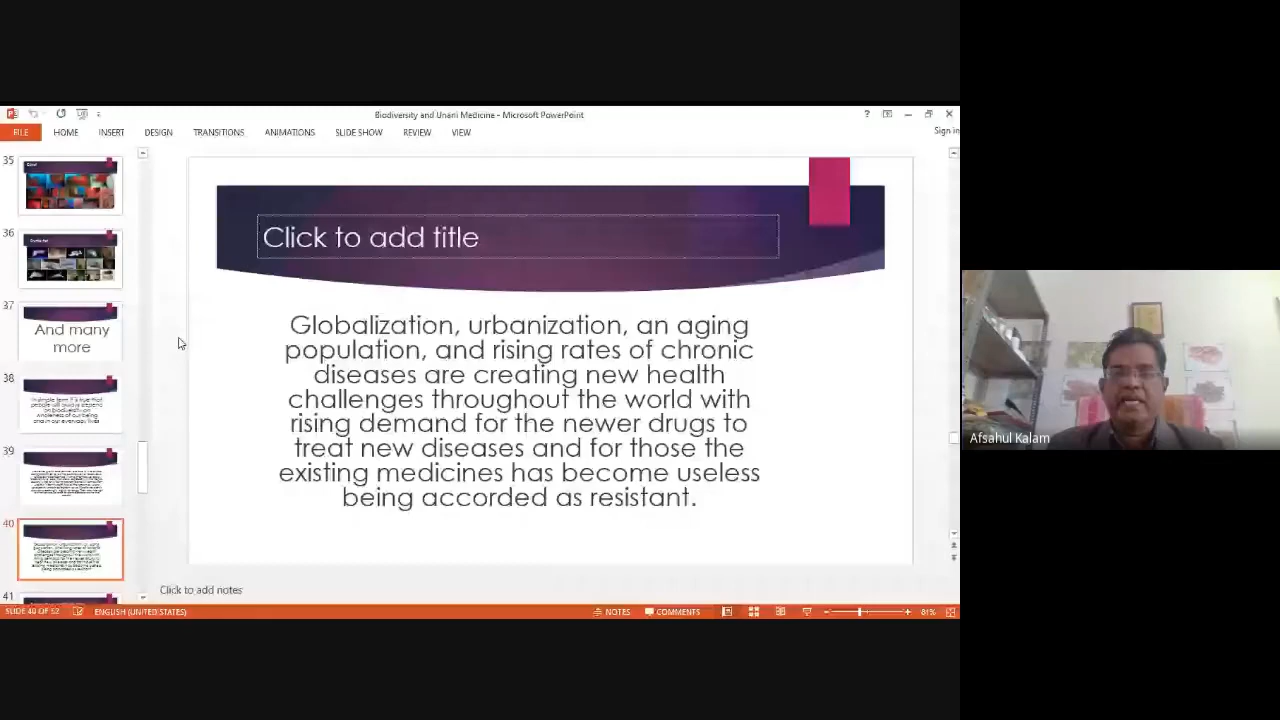 Biodiversity and Unani Medicine - Microsoft PowerPoint
FILE HOME INSERT DESIGN TRANSITIONS ANIMATIONS SLIDE SHOW REVIEW VIEW
Sign in
35
36
37
And many
more
38
39
40
41
Click to add title
Globalization, urbanization, an aging
population, and rising rates of chronic
diseases are creating new health
challenges throughout the world with
rising demand for the newer drugs to
treat new diseases and for those the
existing medicines has become useless
being accorded as resistant.
Click to add notes
SLIDE 40 OF 52 ENGLISH (UNITED STATES) NOTES COMMENTS 81%
Afsahul Kalam